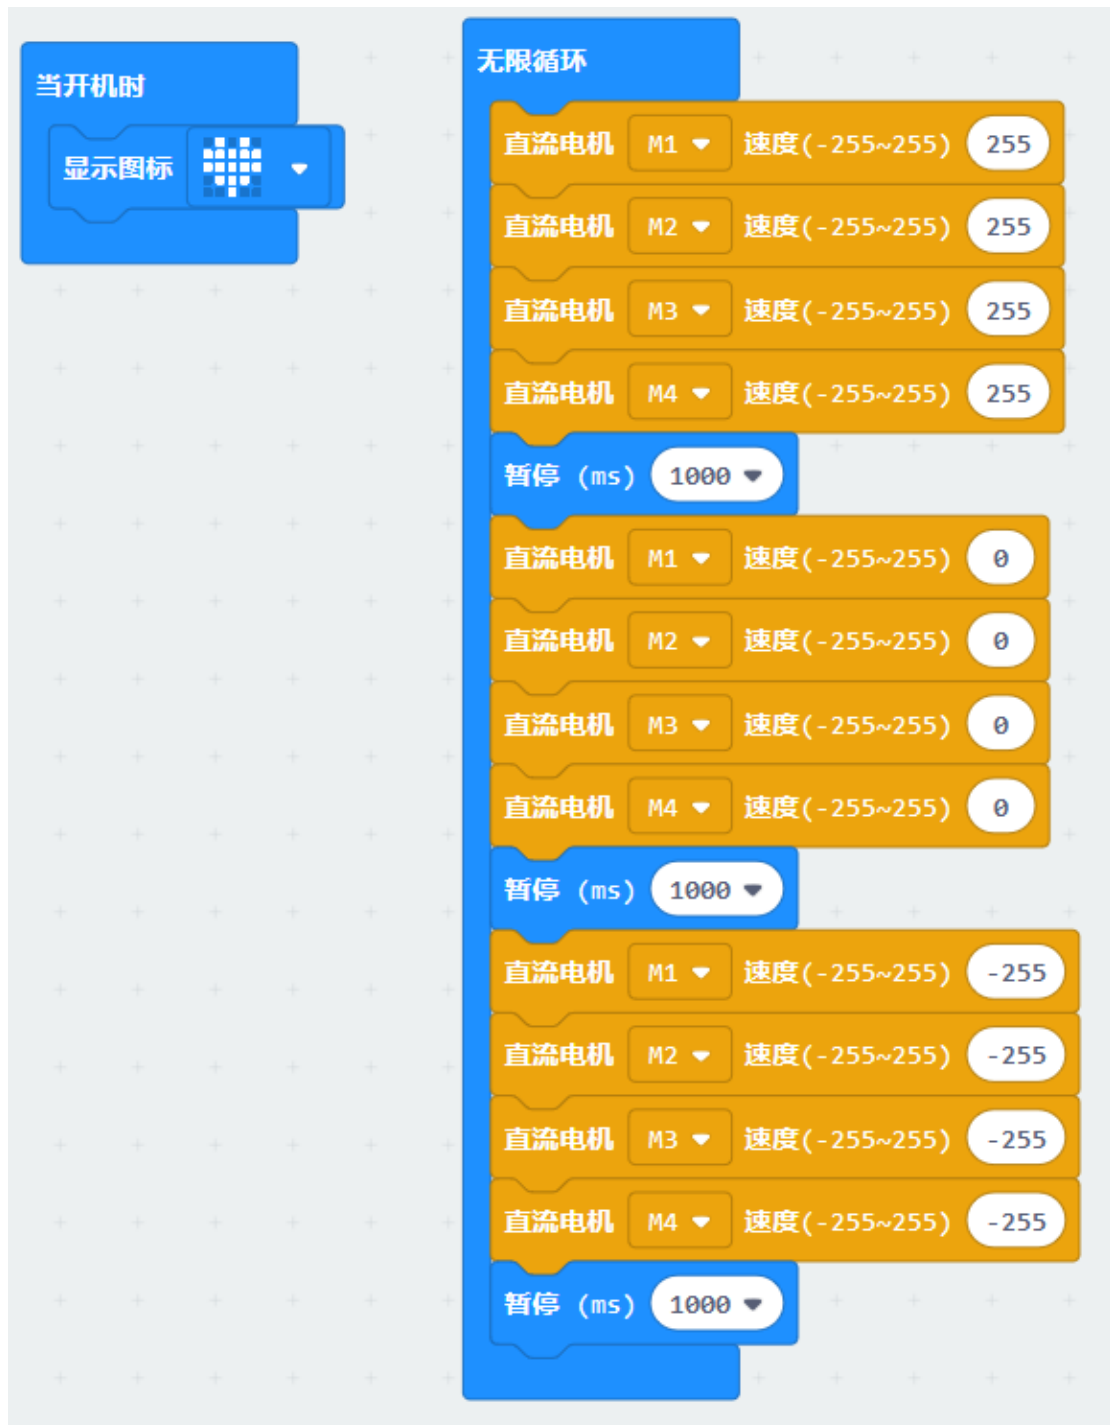 当开机时
显示图标
无限循环
直流电机 M1 速度(-255~255) 255
直流电机 M2 速度(-255~255) 255
直流电机 M3 速度(-255~255) 255
直流电机 M4 速度(-255~255) 255
暂停 (ms) 1000
直流电机 M1 速度(-255~255) 0
直流电机 M2 速度(-255~255) 0
直流电机 M3 速度(-255~255) 0
直流电机 M4 速度(-255~255) 0
暂停 (ms) 1000
直流电机 M1 速度(-255~255) -255
直流电机 M2 速度(-255~255) -255
直流电机 M3 速度(-255~255) -255
直流电机 M4 速度(-255~255) -255
暂停 (ms) 1000